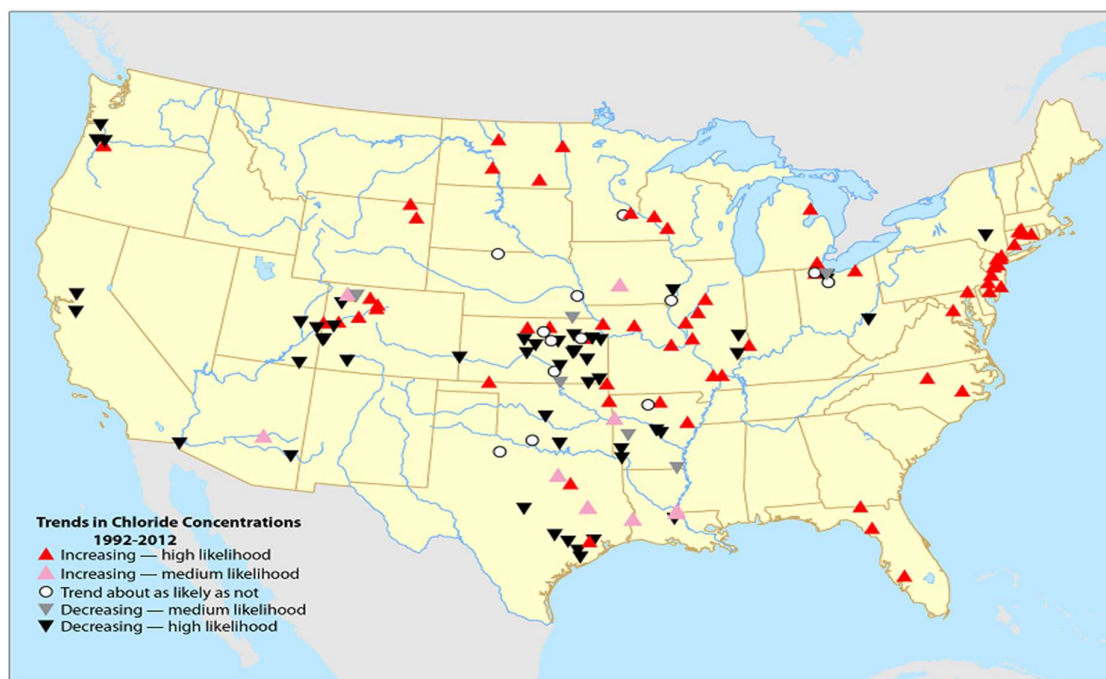 Trends in Chloride Concentrations
1992-2012
Increasing — high likelihood
Increasing — medium likelihood
Trend about as likely as not
Decreasing — medium likelihood
Decreasing — high likelihood